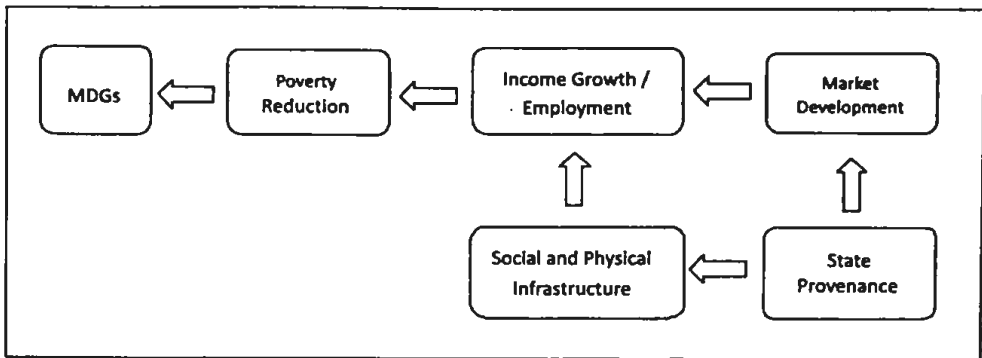 MDGs
Poverty
Reduction
Income Growth /
Employment
Market
Development
Social and Physical
Infrastructure
State
Provenance